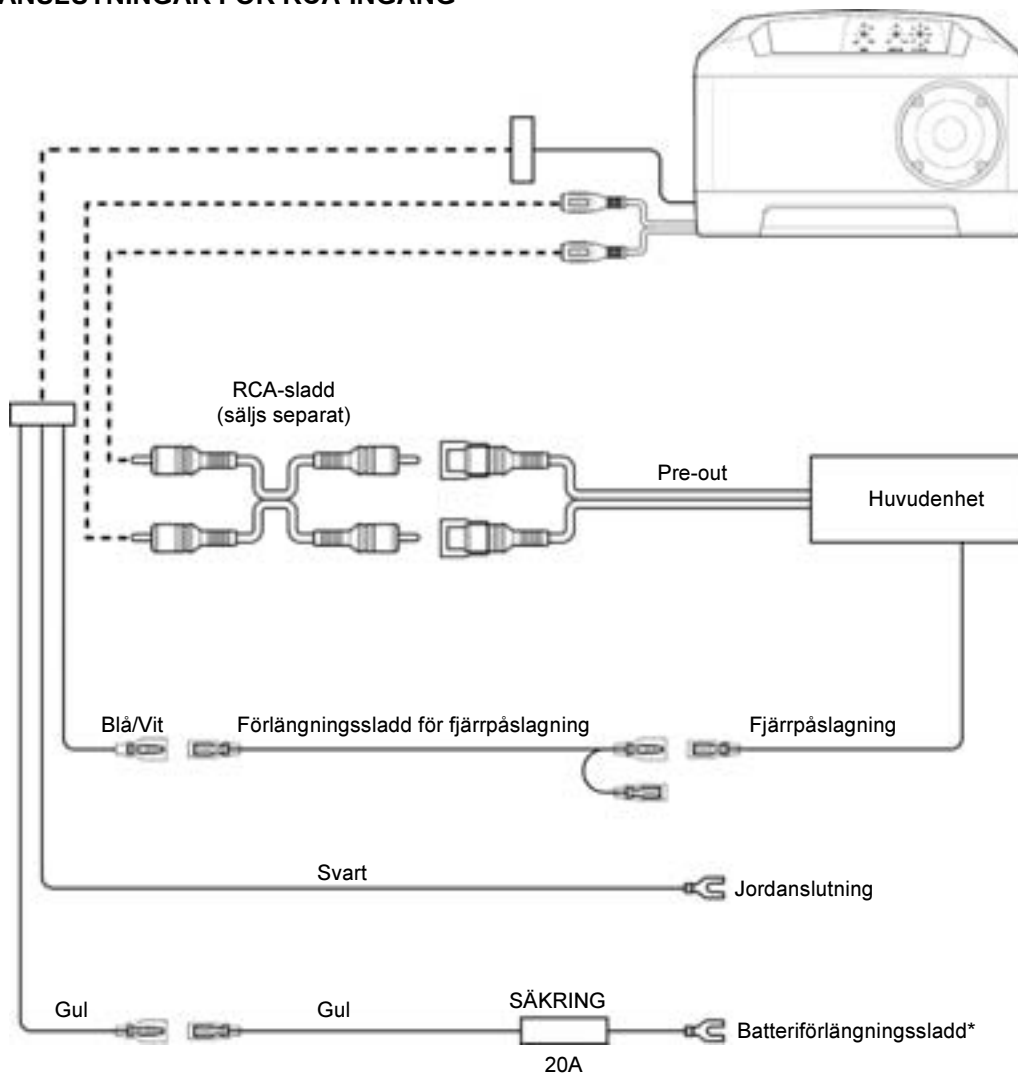 ANSLUTNINGAR FÖR RCA-INGÅNG
RCA-sladd
(säljs separat)
Pre-out
Huvudenhet
Blå/Vit
Förlängningssladd för fjärrpåslagning
Fjärrpåslagning
Svart
Jordanslutning
Gul
Gul
SÄKRING
Batteriförlängningssladd*
20A